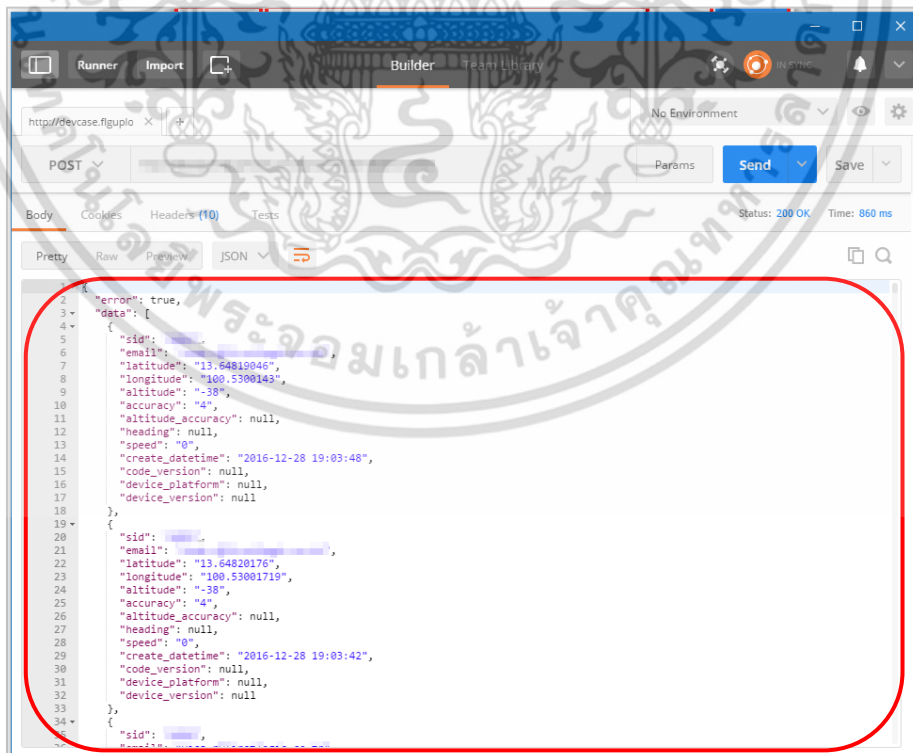 Runner Import Builder Team Library IN SYNC
http://devcase.flguplo No Environment
POST Params Send Save
Body Cookies Headers (10) Tests Status: 200 OK Time: 860 ms
Pretty Raw Preview JSON
1 {
2 "error": true,
3 "data": [
4 {
5 "sid":
6 "email": ,
7 "latitude": "13.64819046",
8 "longitude": "100.5300143",
9 "altitude": "-38",
10 "accuracy": "4",
11 "altitude_accuracy": null,
12 "heading": null,
13 "speed": "0",
14 "create_datetime": "2016-12-28 19:03:48",
15 "code_version": null,
16 "device_platform": null,
17 "device_version": null
18 },
19 {
20 "sid":
21 "email": ,
22 "latitude": "13.64820176",
23 "longitude": "100.53001719",
24 "altitude": "-38",
25 "accuracy": "4",
26 "altitude_accuracy": null,
27 "heading": null,
28 "speed": "0",
29 "create_datetime": "2016-12-28 19:03:42",
30 "code_version": null,
31 "device_platform": null,
32 "device_version": null
33 },
34 {
35 "sid": ,